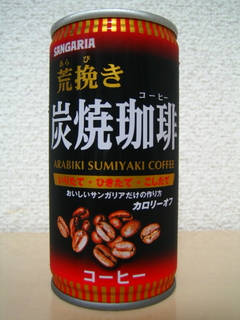 SANGARIA
あら び
荒挽き
コーヒー
炭焼珈琲
ARABIKI SUMIYAKI COFFEE
いりたて・ひきたて・こしたて
おいしいサンガリアだけの作り方
カロリーオフ
コーヒー